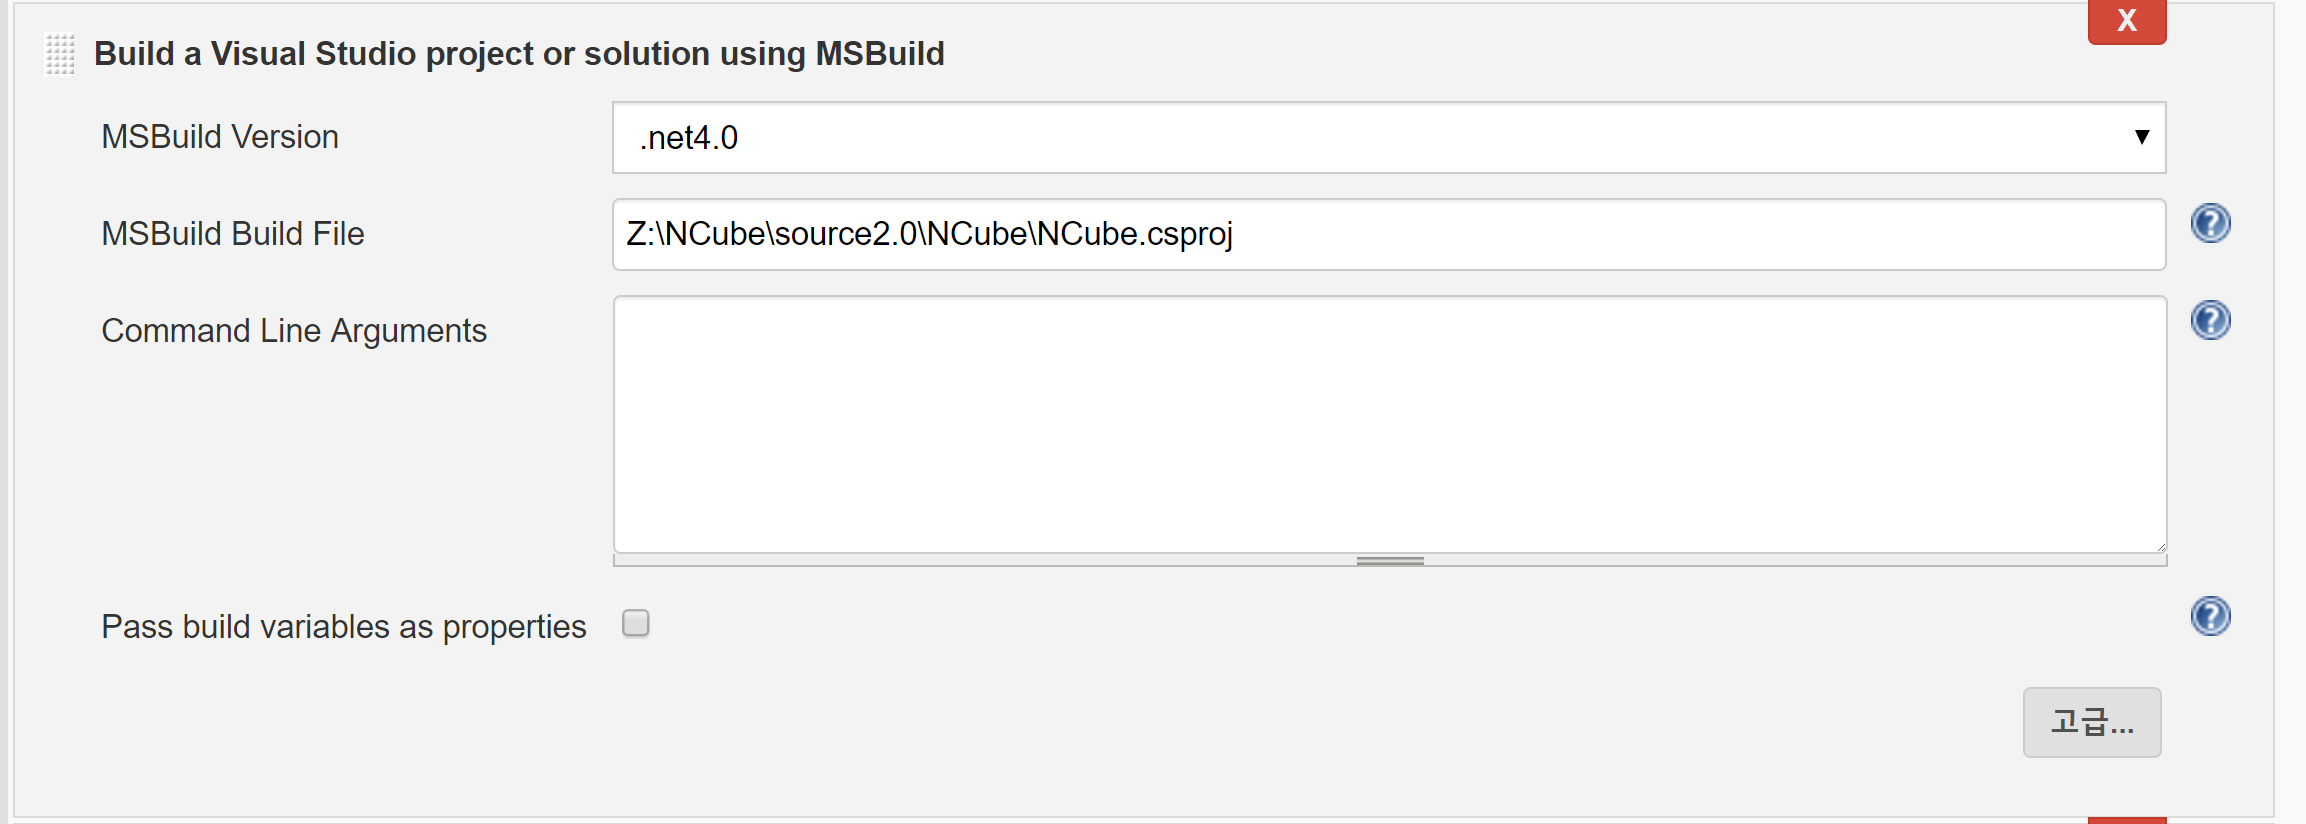 X
Build a Visual Studio project or solution using MSBuild
MSBuild Version
.net4.0
MSBuild Build File
Z:\NCube\source2.0\NCube\NCube.csproj
?
Command Line Arguments
?
Pass build variables as properties
?
고급...